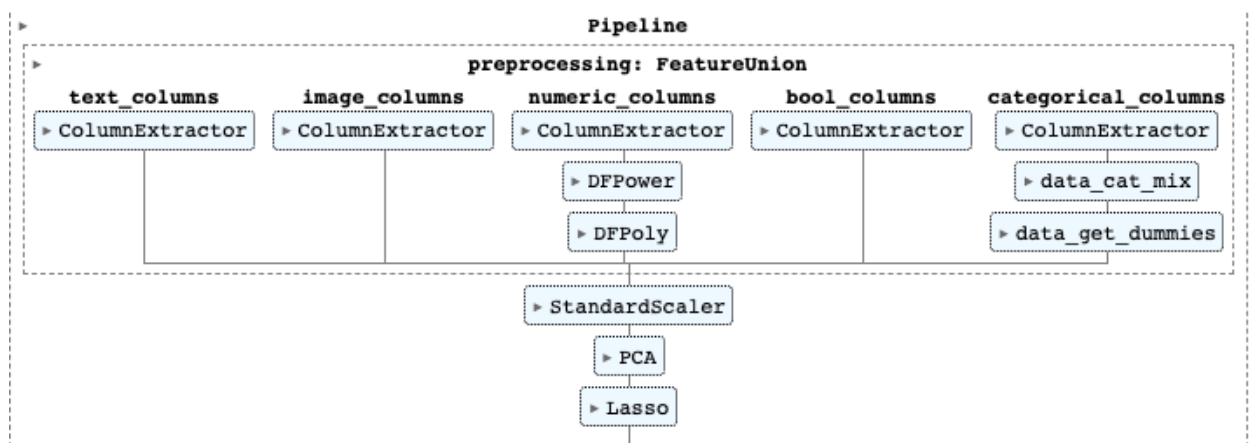 Pipeline
preprocessing: FeatureUnion
text_columns image_columns numeric_columns bool_columns categorical_columns
ColumnExtractor ColumnExtractor ColumnExtractor ColumnExtractor ColumnExtractor
DFPower data_cat_mix
DFPoly data_get_dummies
StandardScaler
PCA
Lasso